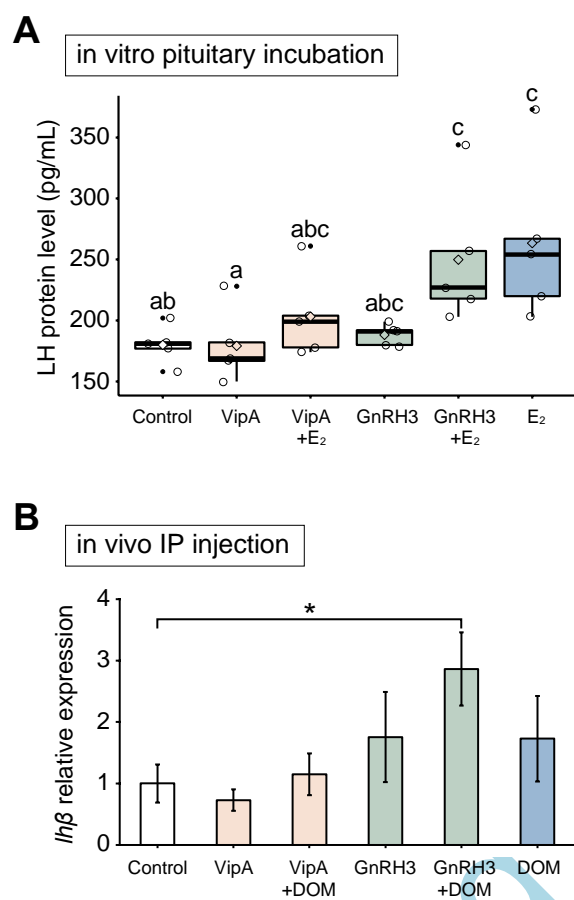 A
in vitro pituitary incubation
LH protein level (pg/mL)
350
300
250
200
150
ab
a
abc
abc
c
c
Control
VipA
VipA
+E₂
GnRH3
GnRH3
+E₂
E₂
B
in vivo IP injection
lhβ relative expression
4
3
2
1
0
*
Control
VipA
VipA
+DOM
GnRH3
GnRH3
+DOM
DOM